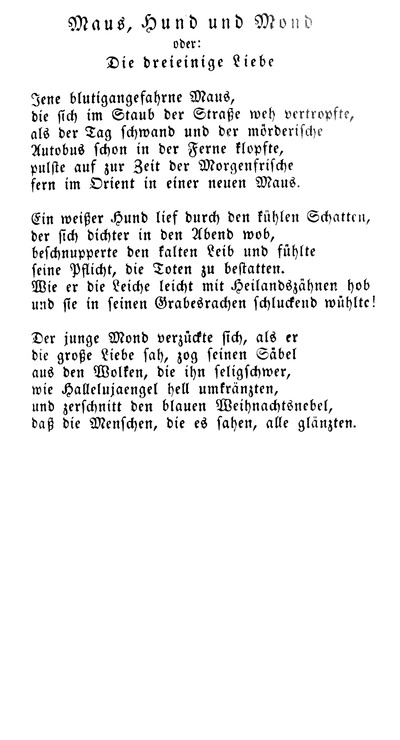 Maus, Hund und Mond
oder:
Die dreieinige Liebe
Jene blutigangefahrne Maus,
die sich im Staub der Straße weh vertropfte,
als der Tag schwand und der mörderische
Autobus schon in der Ferne klopfte,
pulste auf zur Zeit der Morgenfrische
fern im Orient in einer neuen Maus.
Ein weißer Hund lief durch den kühlen Schatten,
der sich dichter in den Abend wob,
beschnupperte den kalten Leib und fühlte
seine Pflicht, die Toten zu bestatten.
Wie er die Leiche leicht mit Heilandszähnen hob
und sie in seinen Grabesrachen schluckend wühlte!
Der junge Mond verzückte sich, als er
die große Liebe sah, zog seinen Säbel
aus den Wolken, die ihn seligschwer,
wie Hallelujaengel hell umkränzten,
und zerschnitt den blauen Weihnachtsnebel,
daß die Menschen, die es sahen, alle glänzten.